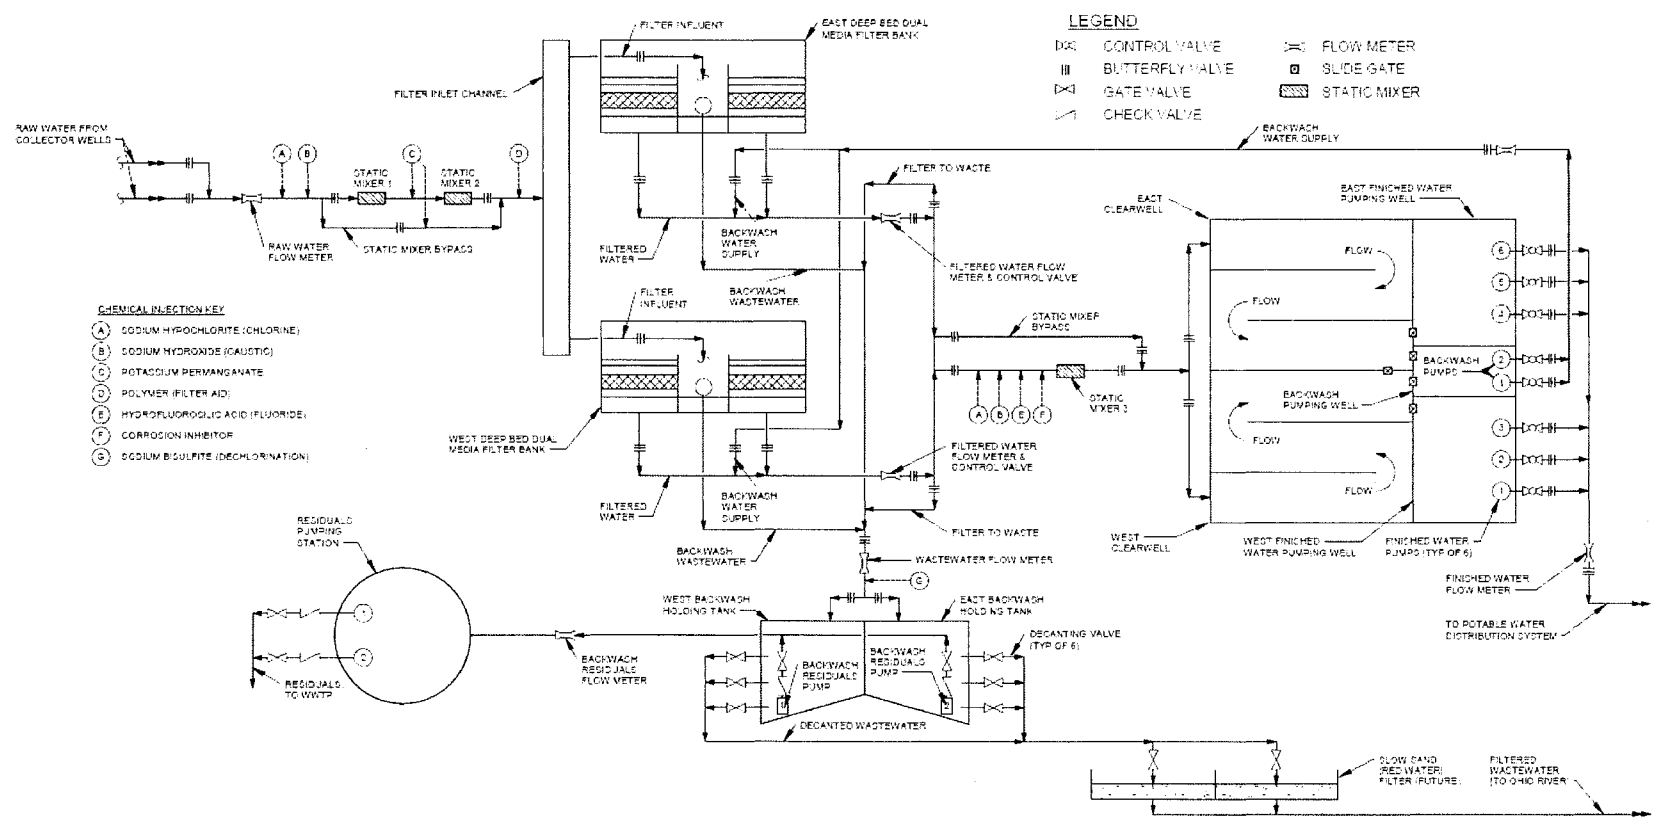 LEGEND
CONTROL VALVE
BUTTERFLY VALVE
GATE VALVE
CHECK VALVE
FLOW METER
SLIDE GATE
STATIC MIXER
FILTER INFLUENT
EAST DEEP BED DUAL
MEDIA FILTER BANK
FILTER INLET CHANNEL
RAW WATER FROM
COLLECTOR WELLS
A
B
C
D
STATIC
MIXER 1
STATIC
MIXER 2
RAW WATER
FLOW METER
STATIC MIXER BYPASS
BACKWASH
WATER SUPPLY
FILTER TO WASTE
FILTERED
WATER
BACKWASH
WATER
SUPPLY
FILTERED WATER FLOW
METER & CONTROL VALVE
BACKWASH
WASTEWATER
FILTER
INFLUENT
STATIC MIXER
BYPASS
EAST
CLEARWELL
EAST FINISHED WATER
PUMPING WELL
FLOW
FLOW
6
5
BACKWASH
PUMPS
2
1
BACKWASH
PUMPING WELL
FLOW
FLOW
3
2
1
CHEMICAL INJECTION KEY
A SODIUM HYPOCHLORITE (CHLORINE)
B SODIUM HYDROXIDE (CAUSTIC)
C POTASSIUM PERMANGANATE
D POLYMER (FILTER AID)
E HYDROFLUOROSILIC ACID (FLUORIDE)
F CORROSION INHIBITOR
G SODIUM BISULFITE (DECHLORINATION)
A
B
E
F
STATIC
MIXER 3
WEST DEEP BED DUAL
MEDIA FILTER BANK
FILTERED WATER
FLOW METER &
CONTROL VALVE
FILTERED
WATER
BACKWASH
WATER
SUPPLY
FILTER TO WASTE
WEST
CLEARWELL
WEST FINISHED
WATER PUMPING WELL
FINISHED WATER
PUMPS (TYP OF 6)
BACKWASH
WASTEWATER
WASTEWATER FLOW METER
G
FINISHED WATER
FLOW METER
TO POTABLE WATER
DISTRIBUTION SYSTEM
RESIDUALS
PUMPING
STATION
RESIDUALS
TO WWTP
BACKWASH
RESIDUALS
FLOW METER
WEST BACKWASH
HOLDING TANK
EAST BACKWASH
HOLDING TANK
DECANTING VALVE
(TYP OF 6)
BACKWASH
RESIDUALS
PUMP
BACKWASH
RESIDUALS
PUMP
DECANTED WASTEWATER
SLOW SAND
(RED WATER)
FILTER (FUTURE)
FILTERED
WASTEWATER
(TO OHIO RIVER)